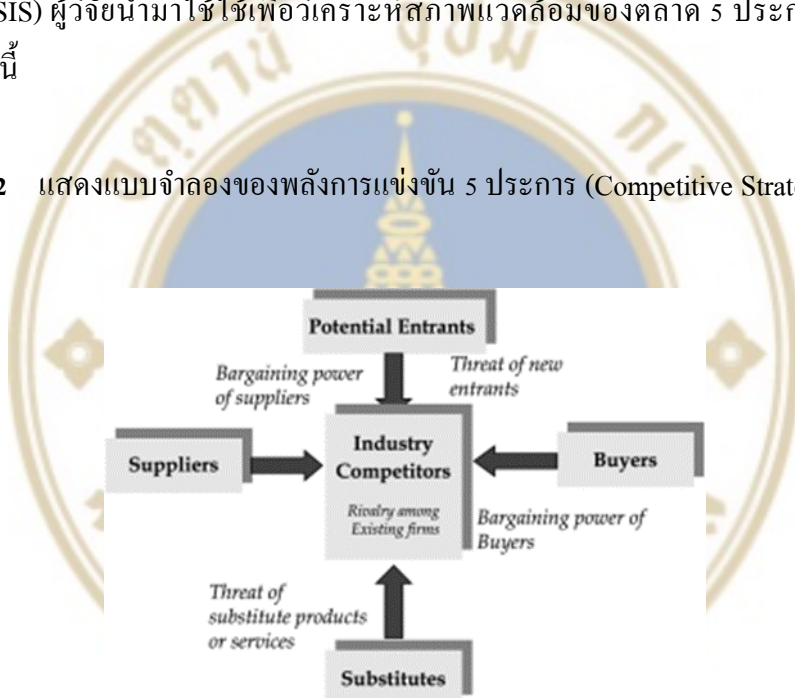 SIS) ผู้วิจัยนำมาใช้ใช้เพื่อวิเคราะห์สภาพแวดล้อมของตลาด 5 ประก
นี้
2 แสดงแบบจำลองของพลังการแข่งขัน 5 ประการ (Competitive Strat
Potential Entrants
Bargaining power
of suppliers
Threat of new
entrants
Suppliers
Industry
Competitors
Rivalry among
Existing firms
Buyers
Bargaining power of
Buyers
Threat of
substitute products
or services
Substitutes